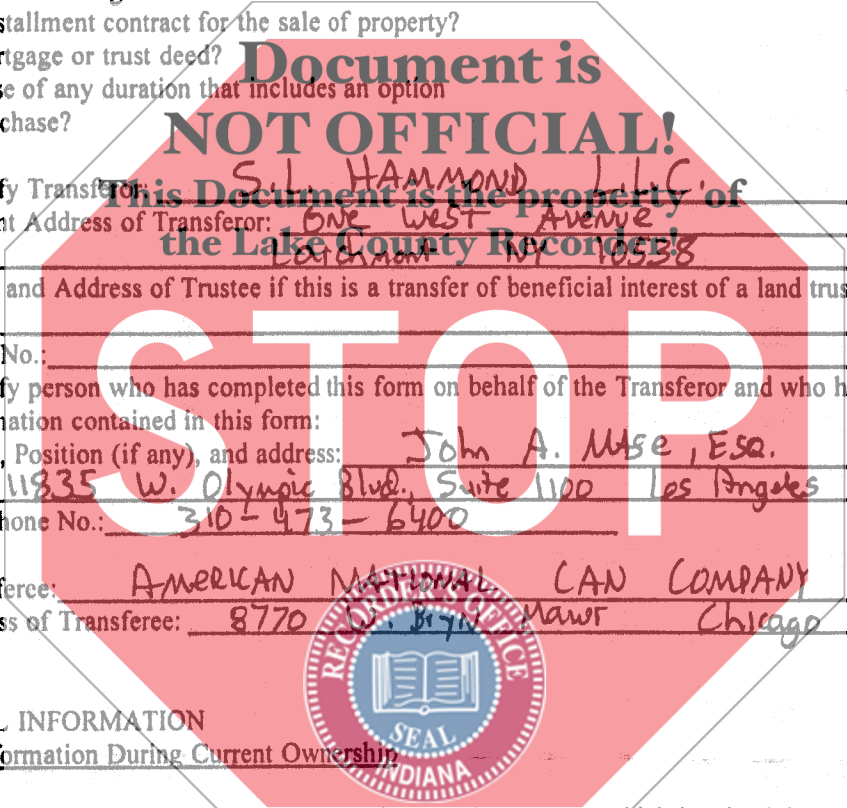 stallment contract for the sale of property?
rtgage or trust deed?
Document is
se of any duration that includes an option
chase?
NOT OFFICIAL!
fy Transferor: S.L. HAMMOND L.L.C.
This Document is the property of
nt Address of Transferor: ONE WEST AVENUE
the Lake County Recorder!
Larchmont NY 10538
and Address of Trustee if this is a transfer of beneficial interest of a land trus
No.:
fy person who has completed this form on behalf of the Transferor and who h
ation contained in this form:
, Position (if any), and address: John A. Mase, Esq.
11835 W. Olympic Blvd., Suite 1100 Los Angeles
hone No.: 310-473-6400
STOP
feree: AMERICAN NATIONAL CAN COMPANY
ss of Transferee: 8770 W. Bryn Mawr Chicago
RECORDER'S OFFICE
SEAL
INDIANA
L INFORMATION
ormation During Current Ownership